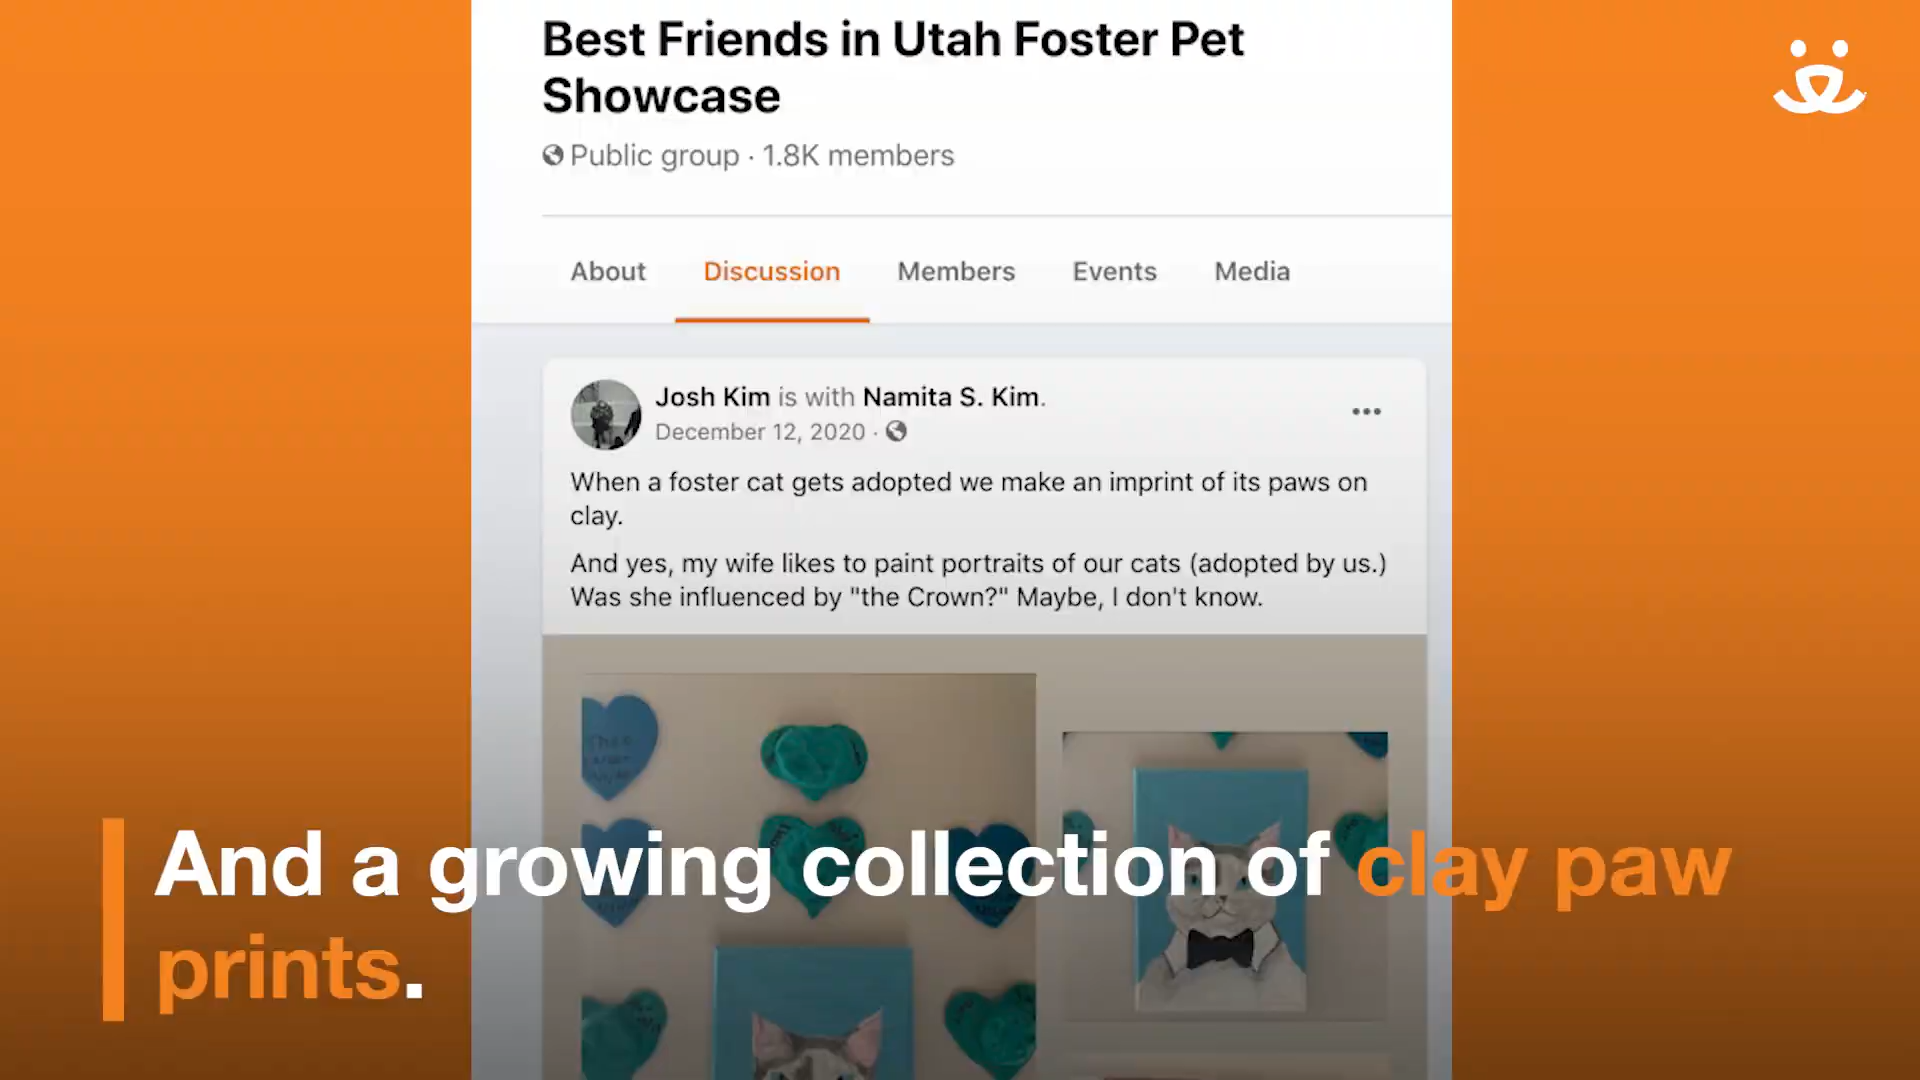 Best Friends in Utah Foster Pet
Showcase
Public group · 1.8K members
About Discussion Members Events Media
Josh Kim is with Namita S. Kim.
December 12, 2020 ·
When a foster cat gets adopted we make an imprint of its paws on
clay.
And yes, my wife likes to paint portraits of our cats (adopted by us.)
Was she influenced by "the Crown?" Maybe, I don't know.
And a growing collection of clay paw
prints.